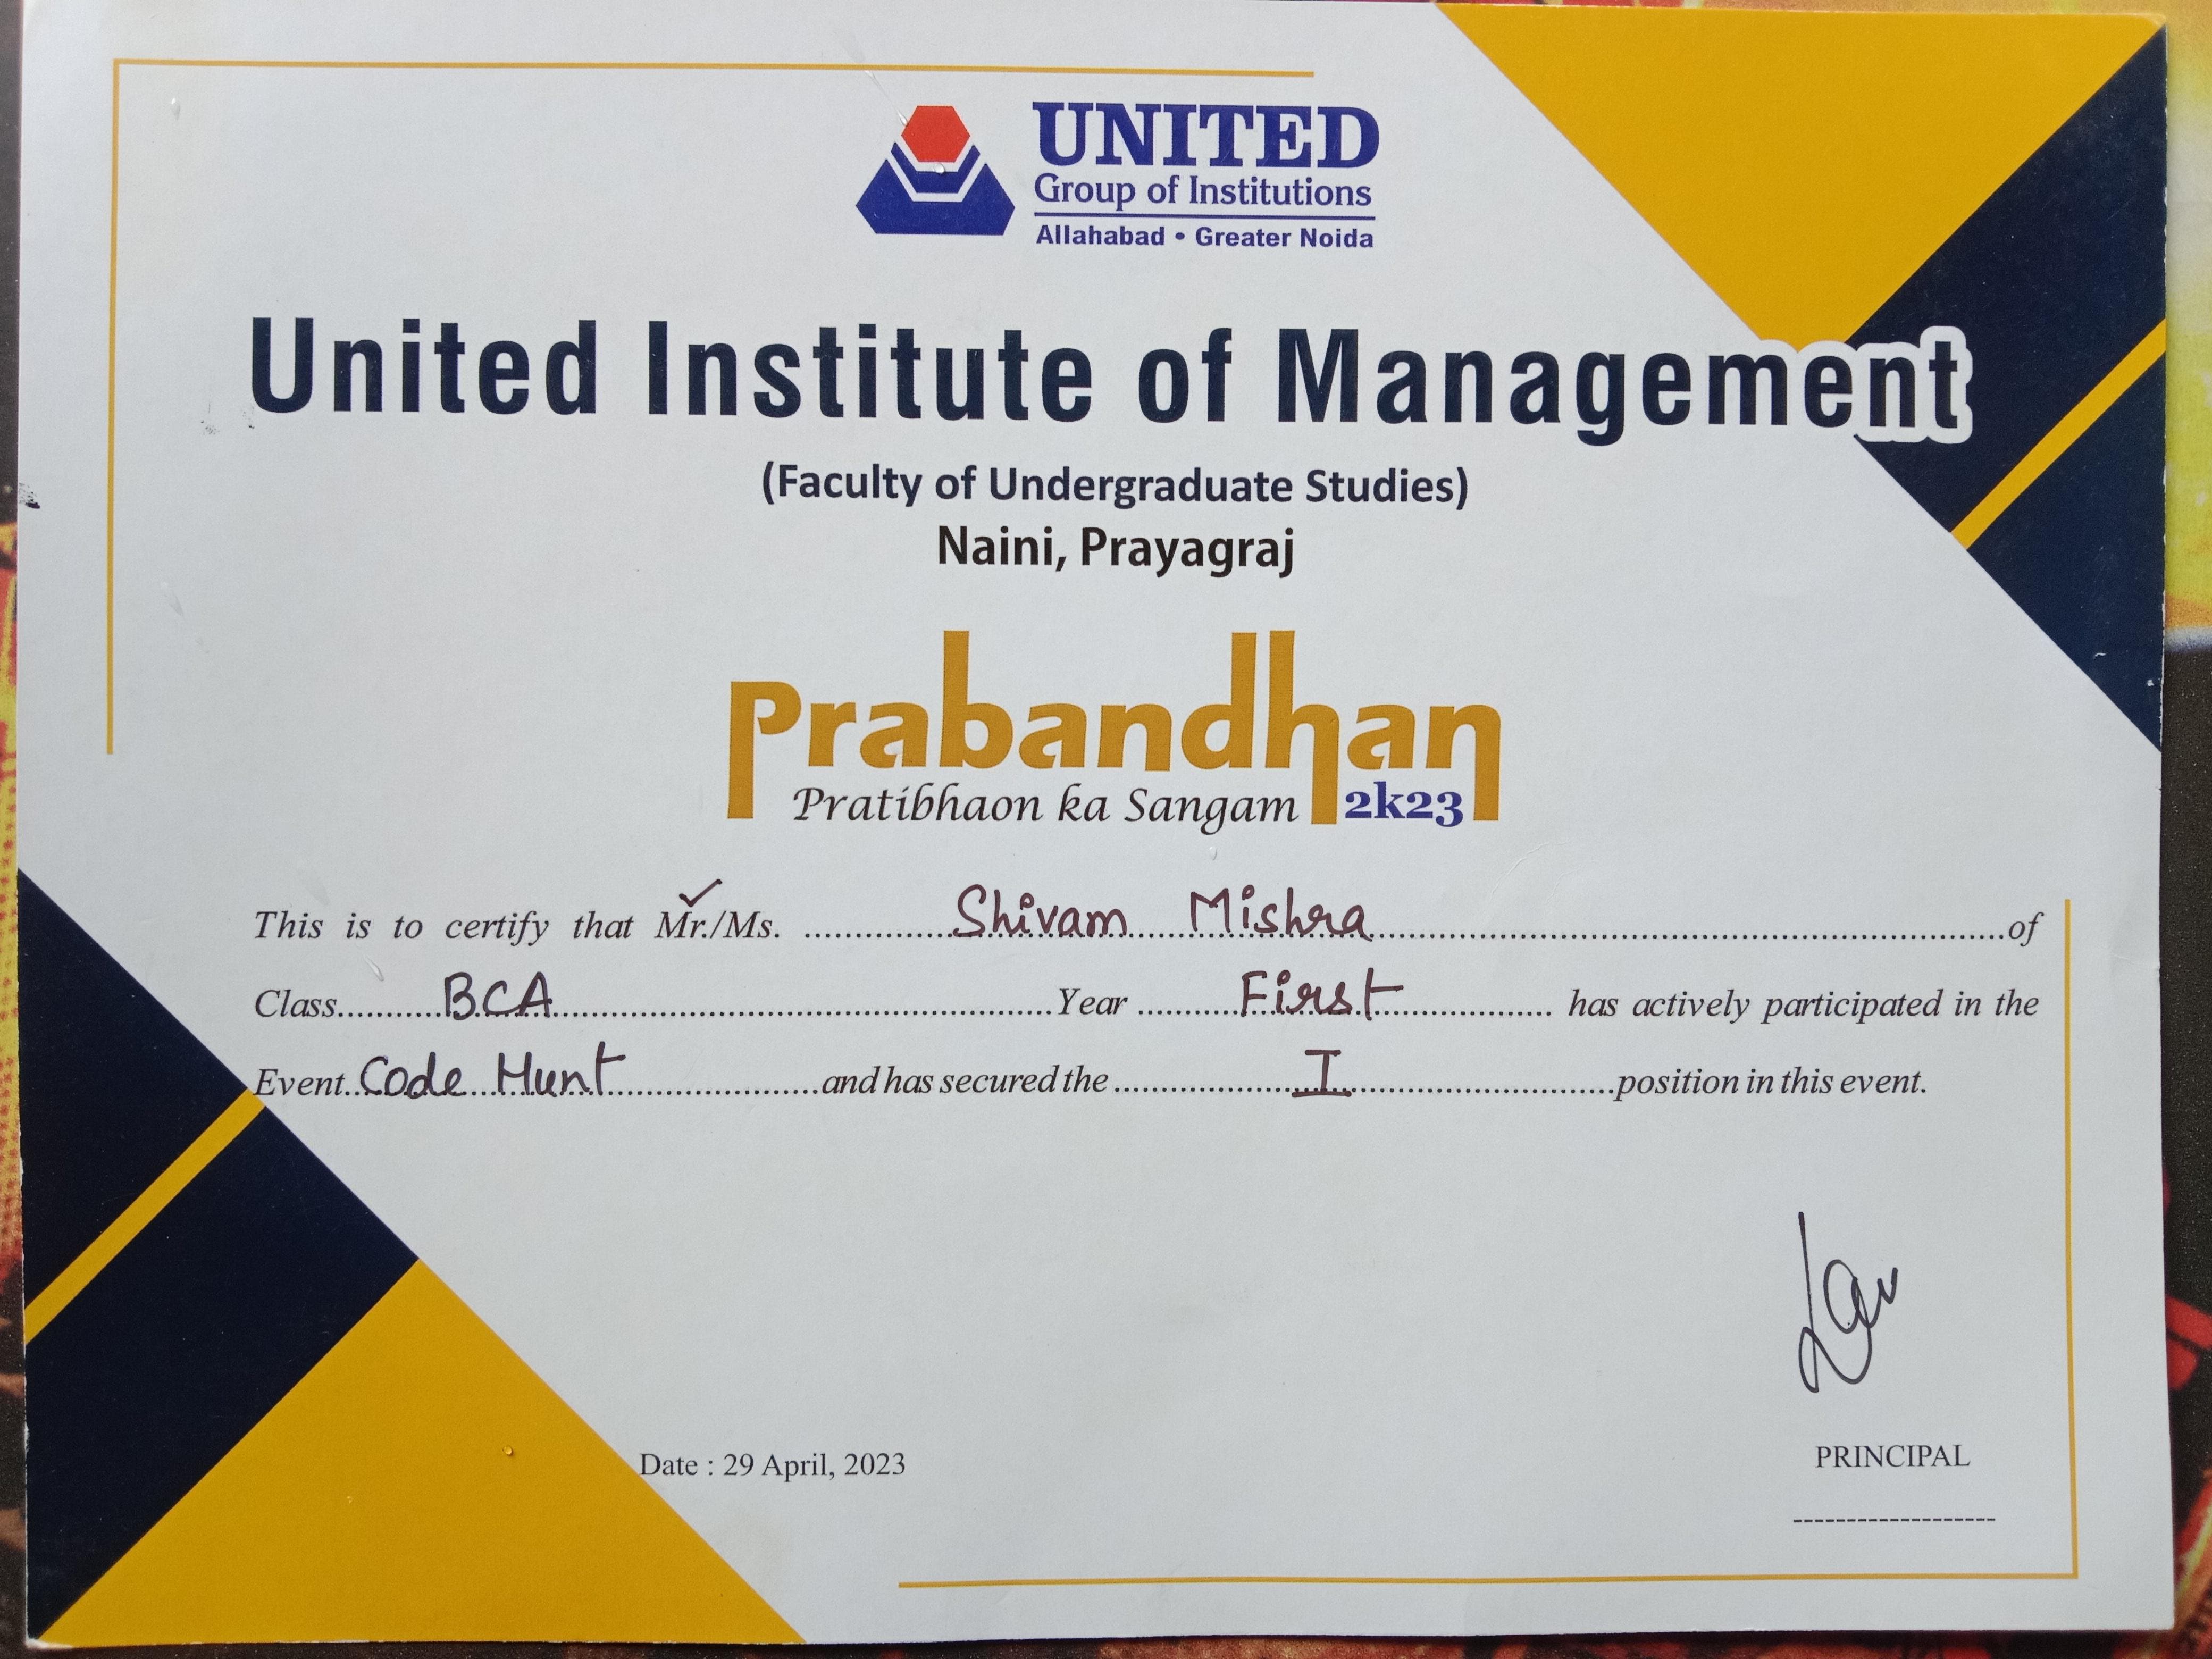 UNITED
Group of Institutions
Allahabad • Greater Noida
United Institute of Management
(Faculty of Undergraduate Studies)
Naini, Prayagraj
Prabandhan
Pratibhaon ka Sangam 2k23
This is to certify that Mr./Ms. Shivam Mishra of
Class BCA Year First has actively participated in the
Event Code Hunt and has secured the I position in this event.
Date : 29 April, 2023
PRINCIPAL